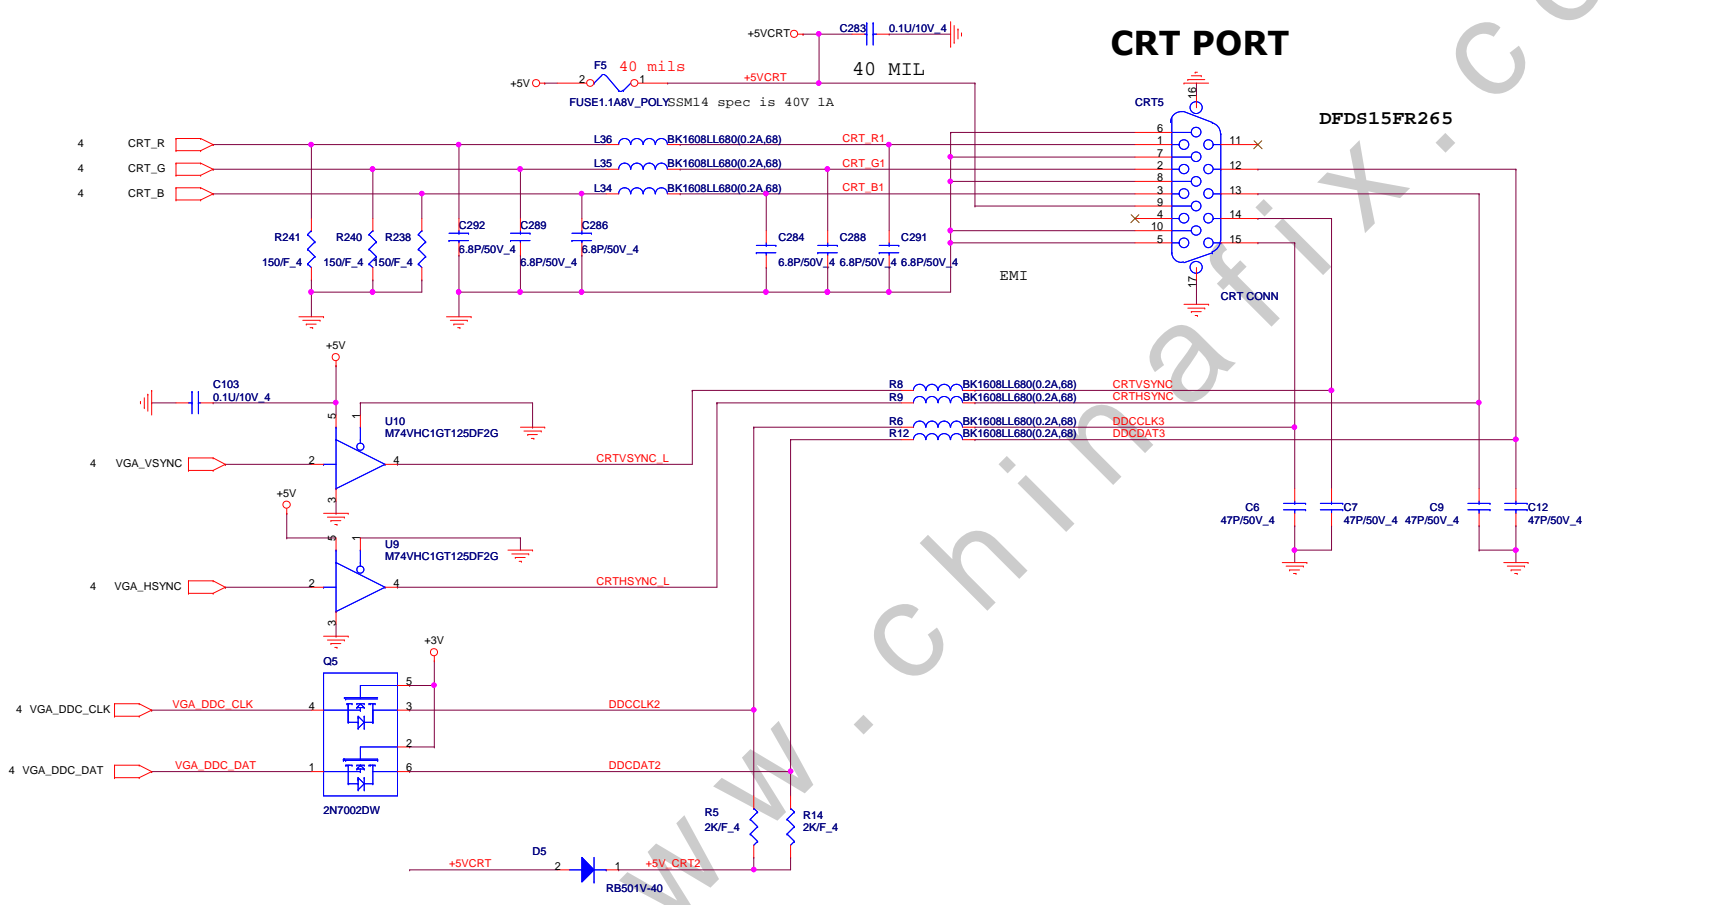 CRT PORT
+5VCRT
C283
0.1U/10V_4
F5
40 mils
40 MIL
+5V
2
1
+5VCRT
FUSE1.1A8V_POLY
SSM14 spec is 40V 1A
CRT5
16
DFDS15FR265
4
CRT_R
L36
BK1608LL680(0.2A,68)
CRT_R1
4
CRT_G
L35
BK1608LL680(0.2A,68)
CRT_G1
4
CRT_B
L34
BK1608LL680(0.2A,68)
CRT_B1
6
1
7
2
8
3
9
4
10
5
11
12
13
14
15
17
CRT CONN
R241
150/F_4
R240
150/F_4
R238
150/F_4
C292
6.8P/50V_4
C289
6.8P/50V_4
C286
6.8P/50V_4
C284
6.8P/50V_4
C288
6.8P/50V_4
C291
6.8P/50V_4
EMI
+5V
C103
0.1U/10V_4
5
1
U10
M74VHC1GT125DF2G
4
VGA_VSYNC
2
4
3
CRTVSYNC_L
R8
BK1608LL680(0.2A,68)
CRTVSYNC
R9
BK1608LL680(0.2A,68)
CRTHSYNC
R6
BK1608LL680(0.2A,68)
DDCCLK3
R12
BK1608LL680(0.2A,68)
DDCDAT3
+5V
5
1
U9
M74VHC1GT125DF2G
4
VGA_HSYNC
2
4
3
CRTHSYNC_L
C6
47P/50V_4
C7
47P/50V_4
C9
47P/50V_4
C12
47P/50V_4
+3V
Q5
5
4
VGA_DDC_CLK
VGA_DDC_CLK
4
3
DDCCLK2
2
4
VGA_DDC_DAT
VGA_DDC_DAT
1
6
DDCDAT2
2N7002DW
R5
2K/F_4
R14
2K/F_4
+5VCRT
D5
2
1
+5V_CRT2
RB501V-40
www.chinafix.co